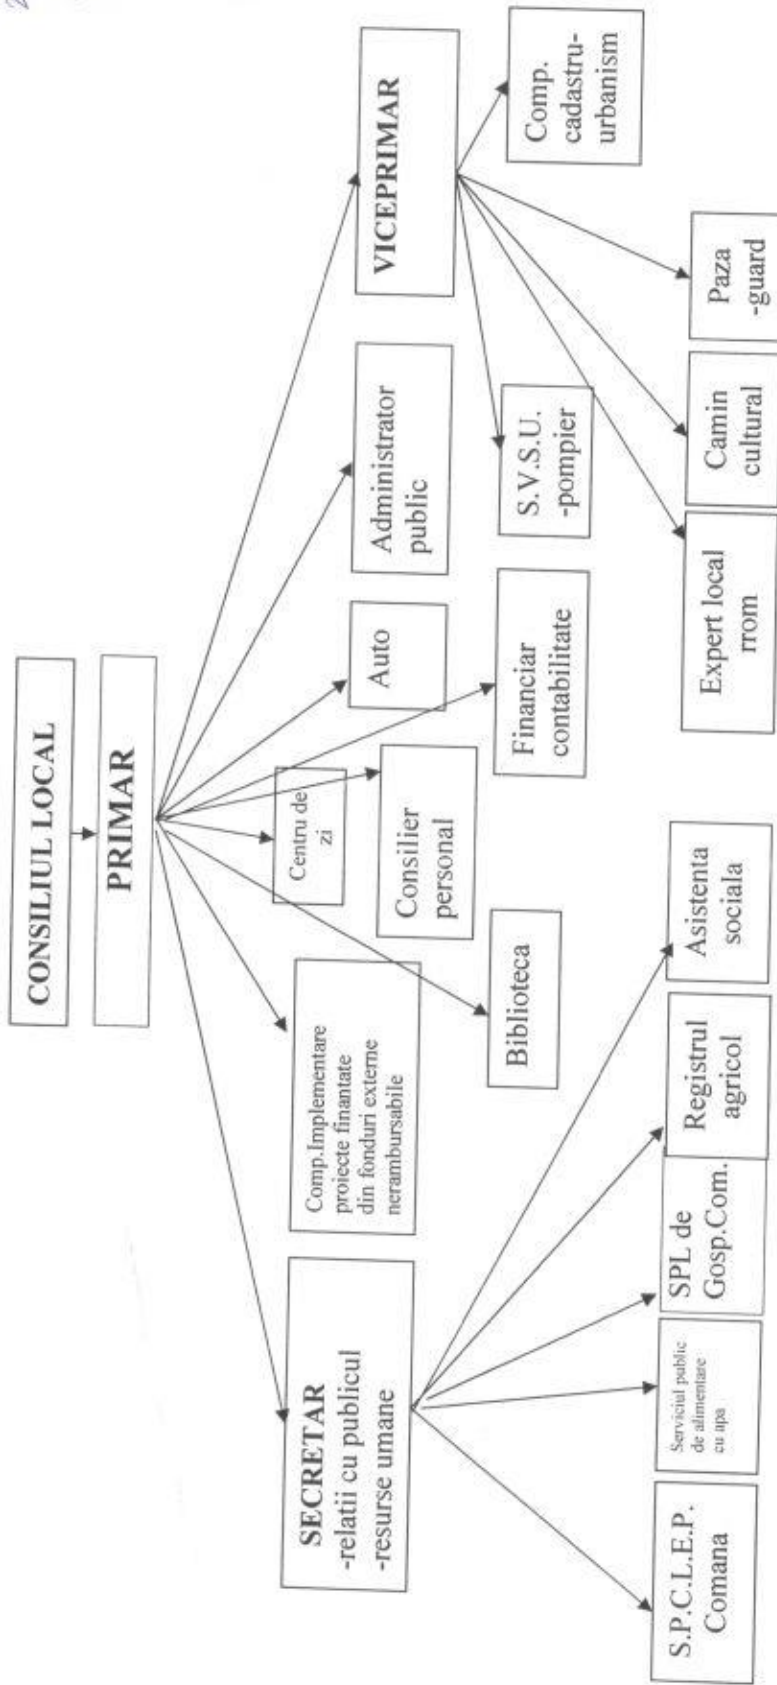 CONSILIUL LOCAL
PRIMAR
SECRETAR
-relatii cu publicul
-resurse umane
Comp.Implementare
proiecte finantate
din fonduri externe
nerambursabile
Centru de
zi
Consilier
personal
Auto
Administrator
public
VICEPRIMAR
Biblioteca
Financiar
contabilitate
S.V.S.U.
-pompier
Comp.
cadastru-
urbanism
S.P.C.L.E.P.
Comana
Serviciul public
de alimentare
cu apa
SPL de
Gosp.Com.
Registrul
agricol
Asistenta
sociala
Expert local
rrom
Camin
cultural
Paza
-guard